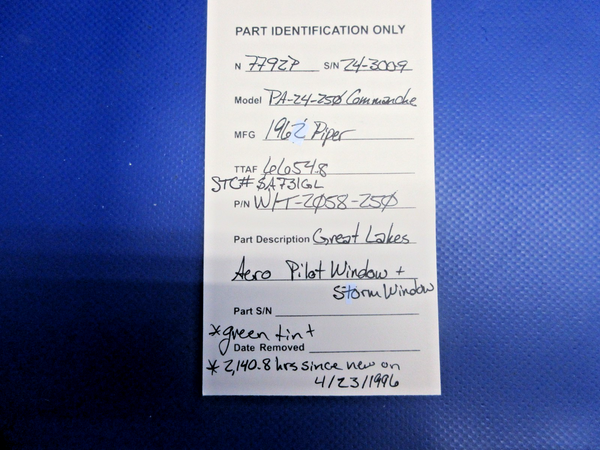 PART IDENTIFICATION ONLY
N 7792P S/N 24-3009
Model PA-24-250 Commanche
MFG 1962 Piper
TTAF 6654.8
STC# SA731GL
P/N W/T-2058-250
Part Description Great Lakes
Aero Pilot Window +
Storm Window
Part S/N
*green tint
Date Removed
* 2,140.8 hrs since new on
4/23/1996